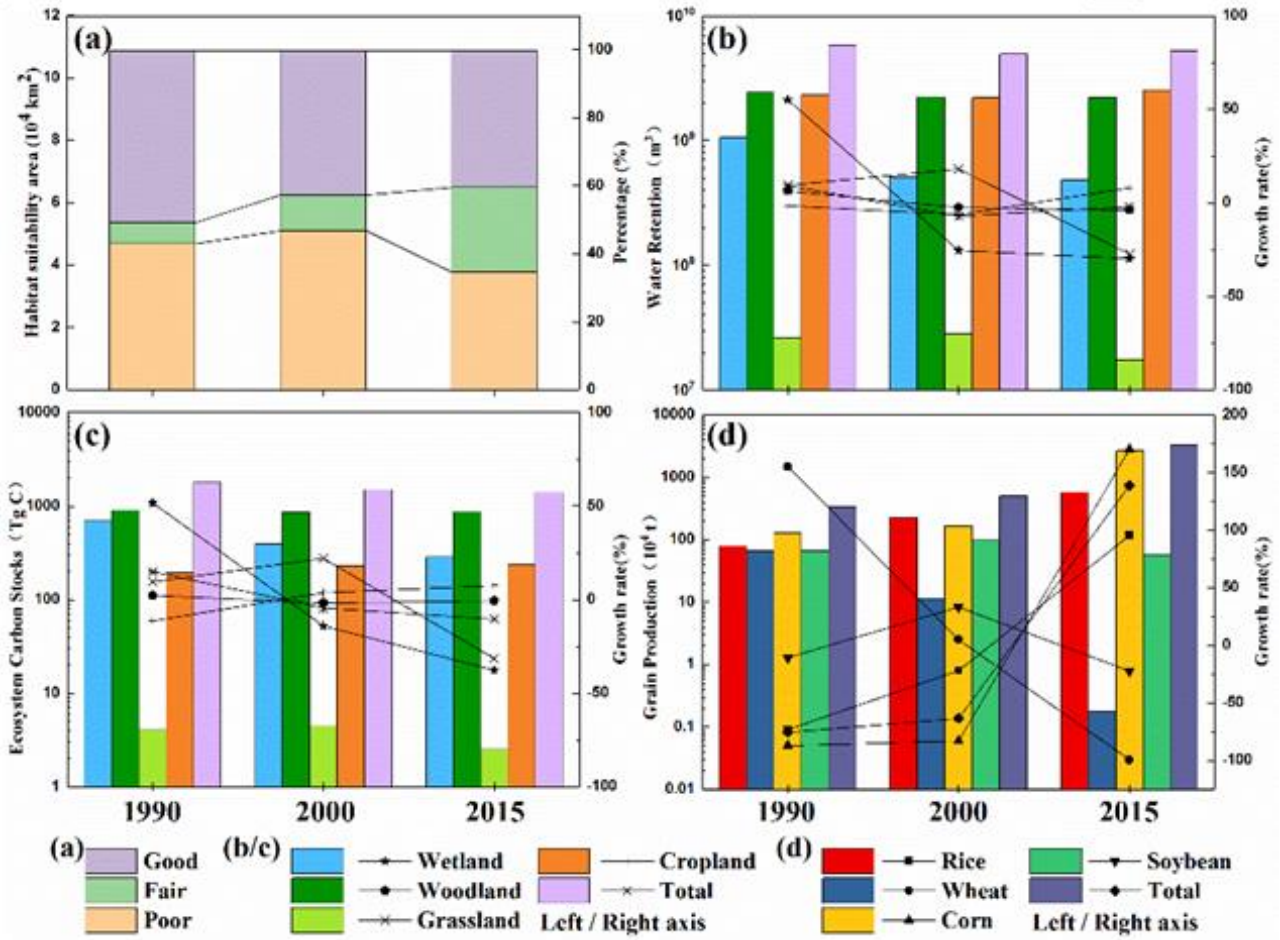 (a)
12
10
8
6
4
2
0
Habitat suitability area (10⁴ km²)
100
80
60
40
20
0
Percentage (%)
(b)
10¹⁰
10⁹
10⁸
10⁷
Water Retention (m³)
100
50
0
-50
-100
Growth rate(%)
(c)
10000
1000
100
10
1
Ecosystem Carbon Stocks (Tg C)
100
50
0
-50
-100
Growth rate(%)
1990 2000 2015
(d)
10000
1000
100
10
1
0.1
0.01
Grain Production (10⁴ t)
200
150
100
50
0
-50
-100
Growth rate(%)
1990 2000 2015
(a) Good (b/c) Wetland Cropland (d) Rice Soybean
Fair Woodland Total Wheat Total
Poor Grassland Left / Right axis Corn Left / Right axis